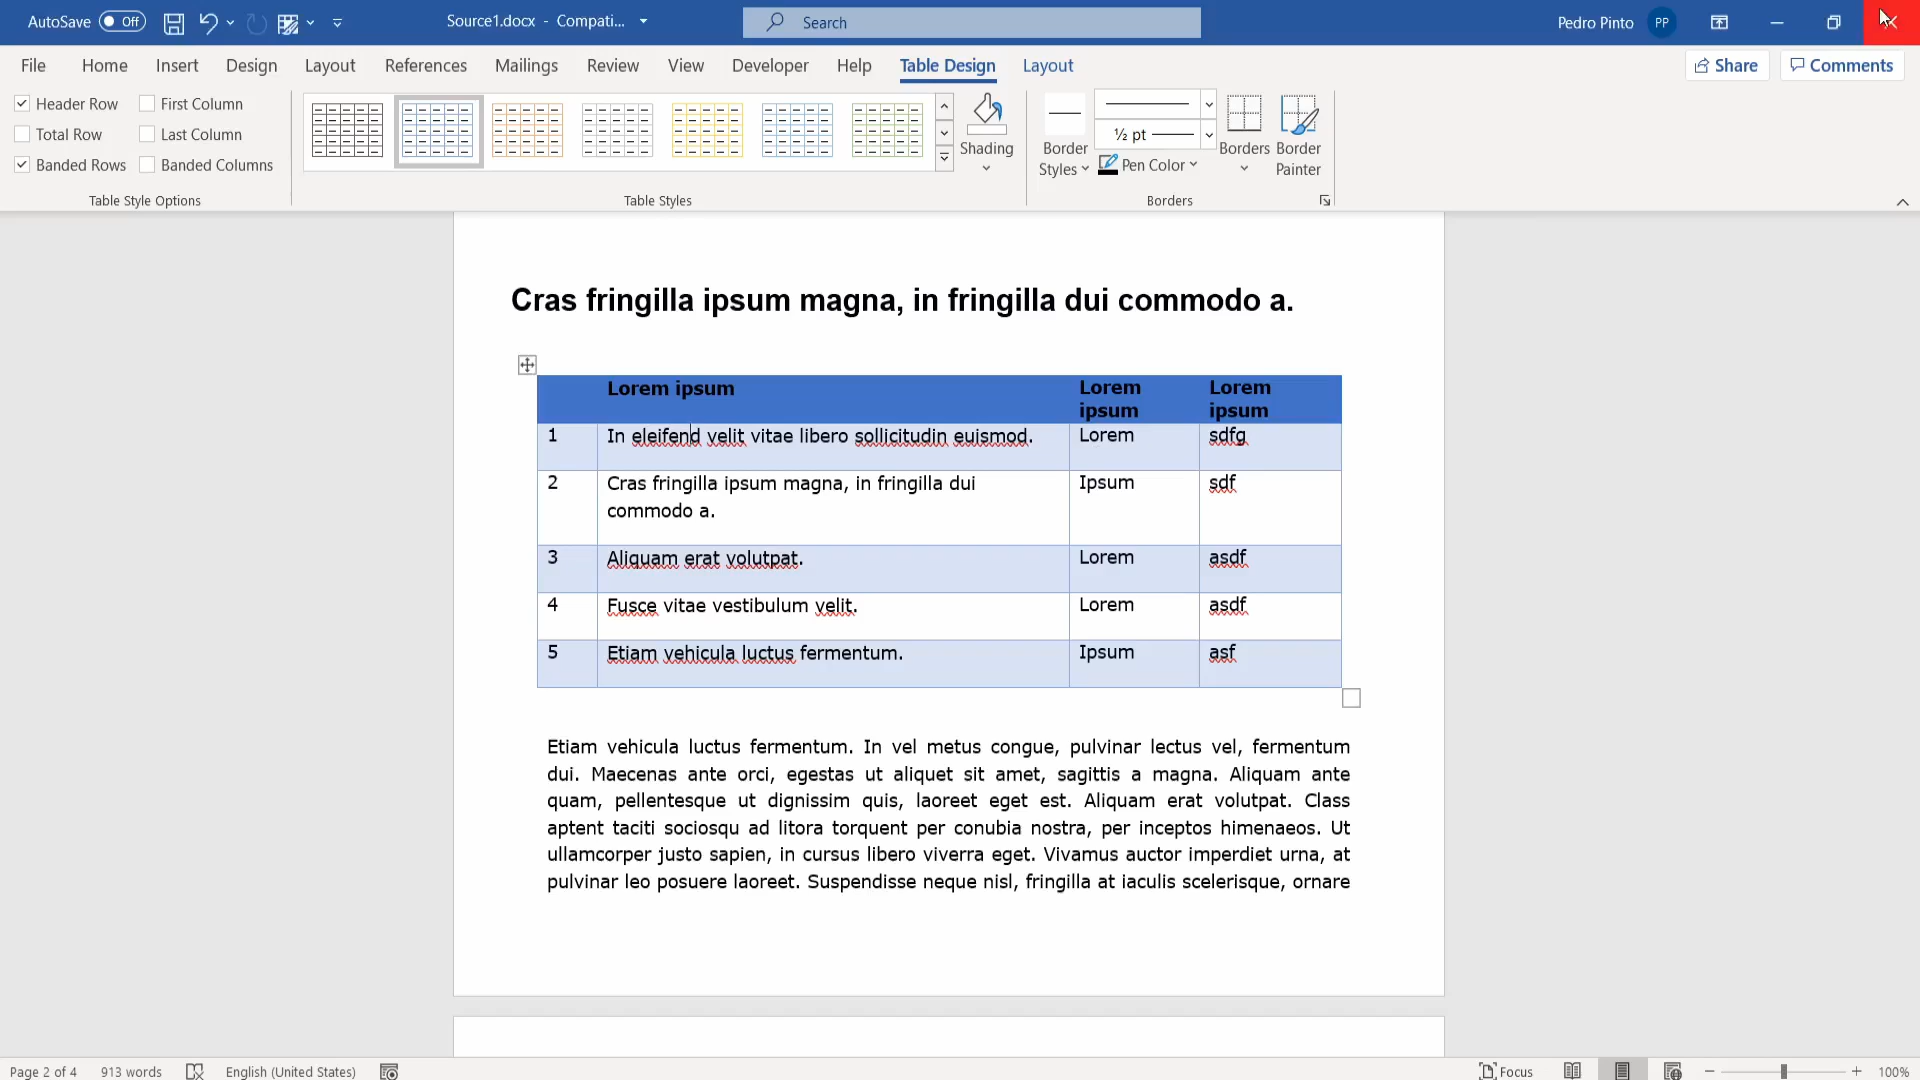 AutoSave Off
Source1.docx - Compati...
Search
Pedro Pinto PP
File Home Insert Design Layout References Mailings Review View Developer Help Table Design Layout
Share Comments
Header Row First Column
Total Row Last Column
Banded Rows Banded Columns
Table Style Options
Table Styles
Shading
Border
Styles
½ pt
Pen Color
Borders
Border
Painter
Borders
Cras fringilla ipsum magna, in fringilla dui commodo a.
Lorem ipsum
Lorem
ipsum
Lorem
ipsum
1 In eleifend velit vitae libero sollicitudin euismod. Lorem sdfg
2 Cras fringilla ipsum magna, in fringilla dui
commodo a.
Ipsum sdf
3 Aliquam erat volutpat. Lorem asdf
4 Fusce vitae vestibulum velit. Lorem asdf
5 Etiam vehicula luctus fermentum. Ipsum asf
Etiam vehicula luctus fermentum. In vel metus congue, pulvinar lectus vel, fermentum
dui. Maecenas ante orci, egestas ut aliquet sit amet, sagittis a magna. Aliquam ante
quam, pellentesque ut dignissim quis, laoreet eget est. Aliquam erat volutpat. Class
aptent taciti sociosqu ad litora torquent per conubia nostra, per inceptos himenaeos. Ut
ullamcorper justo sapien, in cursus libero viverra eget. Vivamus auctor imperdiet urna, at
pulvinar leo posuere laoreet. Suspendisse neque nisl, fringilla at iaculis scelerisque, ornare
Page 2 of 4 913 words English (United States) Focus 100%